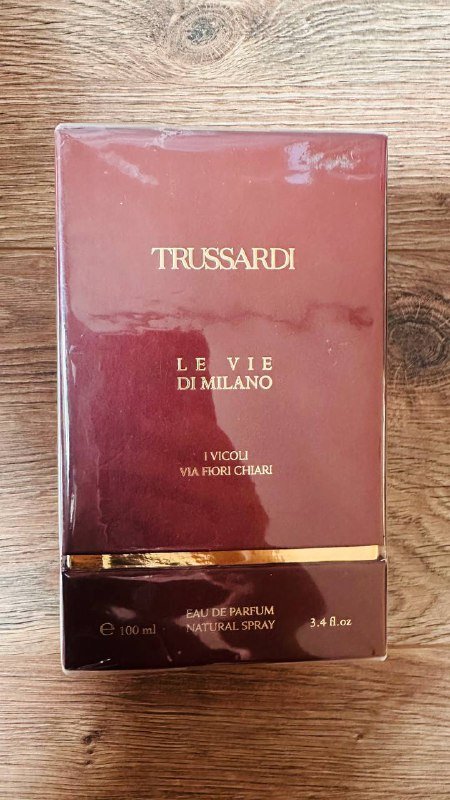 TRUSSARDI
LE VIE
DI MILANO
I VICOLI
VIA FIORI CHIARI
EAU DE PARFUM
NATURAL SPRAY
℮ 100 ml
3.4 fl.oz